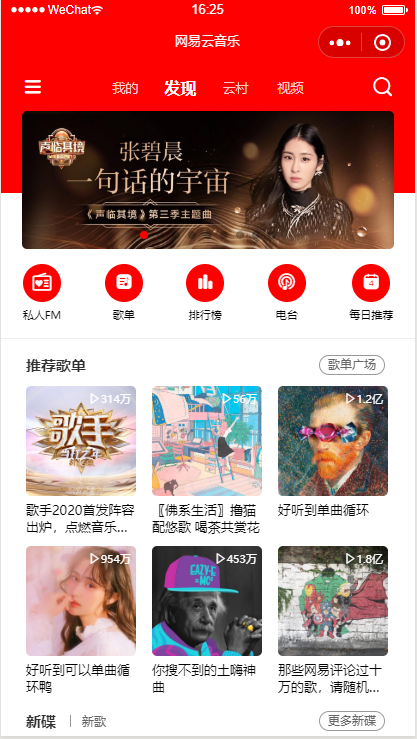 WeChat 16:25 100%
网易云音乐
我的 发现 云村 视频
声临其境
张碧晨
一句话的宇宙
《声临其境》第三季主题曲
私人FM 歌单 排行榜 电台 4 每日推荐
推荐歌单 歌单广场
314万 56万 1.2亿
歌手
歌手2020首发阵容 〖佛系生活〗撸猫 好听到单曲循环
出炉，点燃音乐... 配悠歌 喝茶共赏花
954万 453万 1.8亿
EAZY-E
=MC²
好听到可以单曲循 你搜不到的土嗨神 那些网易评论过十
环鸭 曲 万的歌，请随机...
新碟 | 新歌 更多新碟